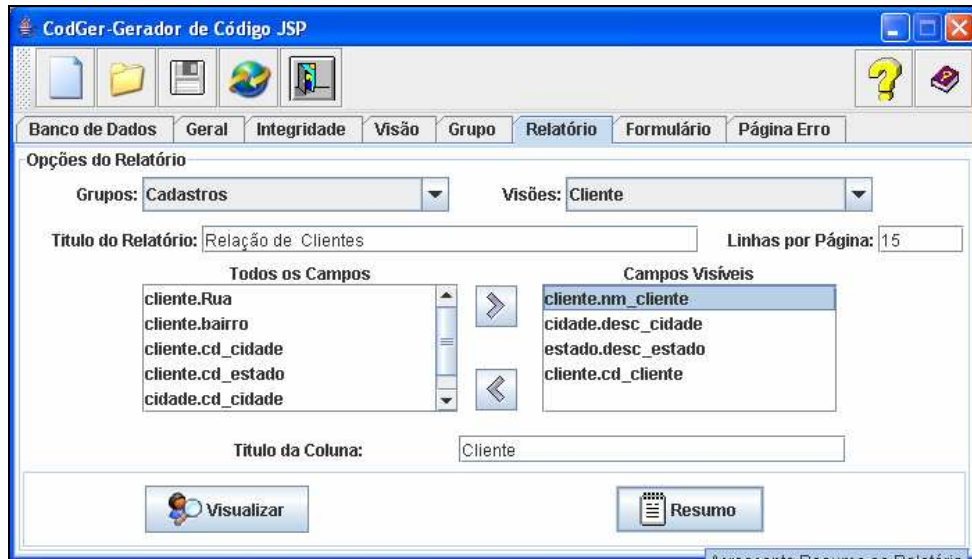 CodGer-Gerador de Código JSP
Banco de Dados Geral Integridade Visão Grupo Relatório Formulário Página Erro
Opções do Relatório
Grupos: Cadastros Visões: Cliente
Titulo do Relatório: Relação de Clientes Linhas por Página: 15
Todos os Campos Campos Visíveis
cliente.Rua cliente.nm_cliente
cliente.bairro cidade.desc_cidade
cliente.cd_cidade estado.desc_estado
cliente.cd_estado cliente.cd_cliente
cidade.cd_cidade
Titulo da Coluna: Cliente
Visualizar Resumo